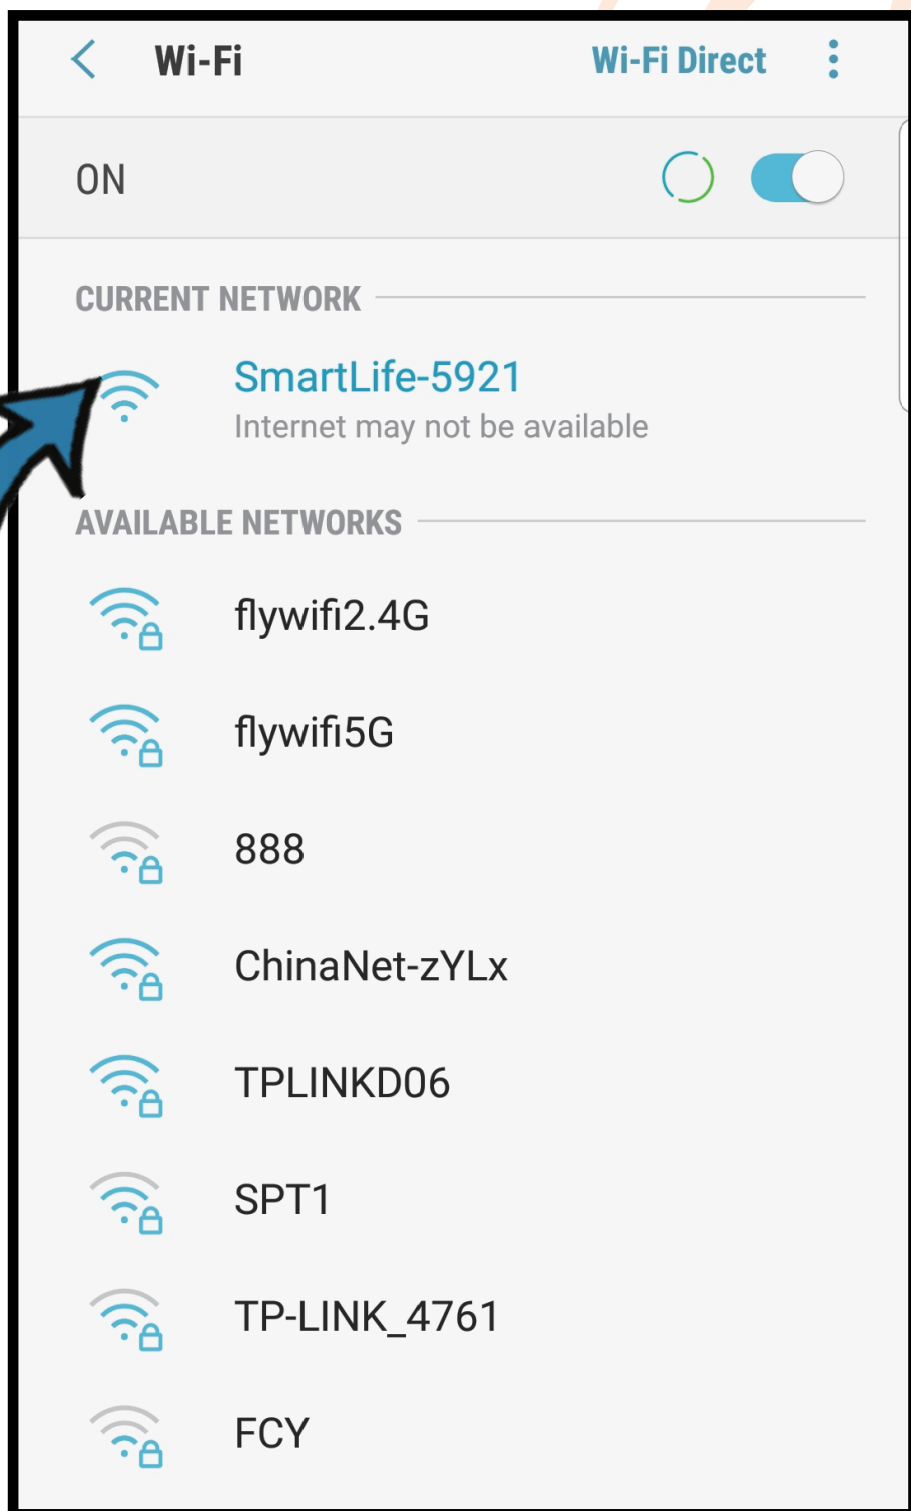 Wi-Fi Wi-Fi Direct
ON
CURRENT NETWORK
SmartLife-5921
Internet may not be available
AVAILABLE NETWORKS
flywifi2.4G
flywifi5G
888
ChinaNet-zYLx
TPLINKD06
SPT1
TP-LINK_4761
FCY